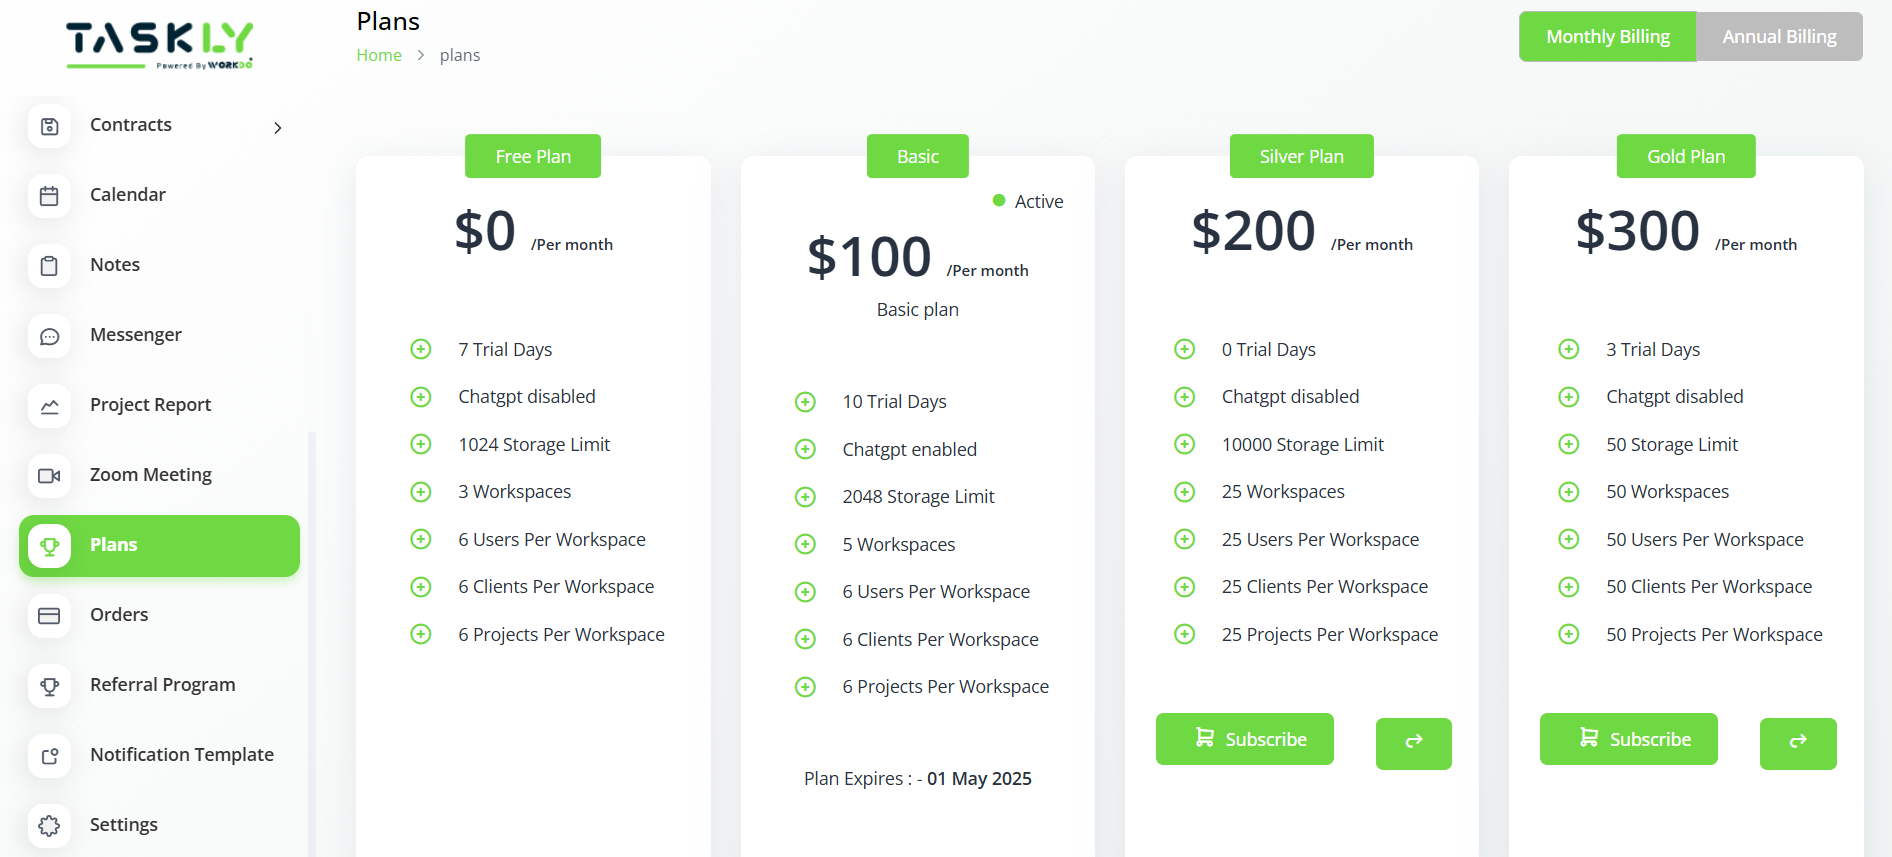 TASKLY
Powered By WORKDO
Contracts
Calendar
Notes
Messenger
Project Report
Zoom Meeting
Plans
Orders
Referral Program
Notification Template
Settings
Plans
Home > plans
Monthly Billing
Annual Billing
Free Plan
$0 /Per month
7 Trial Days
Chatgpt disabled
1024 Storage Limit
3 Workspaces
6 Users Per Workspace
6 Clients Per Workspace
6 Projects Per Workspace
Basic
Active
$100 /Per month
Basic plan
10 Trial Days
Chatgpt enabled
2048 Storage Limit
5 Workspaces
6 Users Per Workspace
6 Clients Per Workspace
6 Projects Per Workspace
Plan Expires : - 01 May 2025
Silver Plan
$200 /Per month
0 Trial Days
Chatgpt disabled
10000 Storage Limit
25 Workspaces
25 Users Per Workspace
25 Clients Per Workspace
25 Projects Per Workspace
Subscribe
Gold Plan
$300 /Per month
3 Trial Days
Chatgpt disabled
50 Storage Limit
50 Workspaces
50 Users Per Workspace
50 Clients Per Workspace
50 Projects Per Workspace
Subscribe